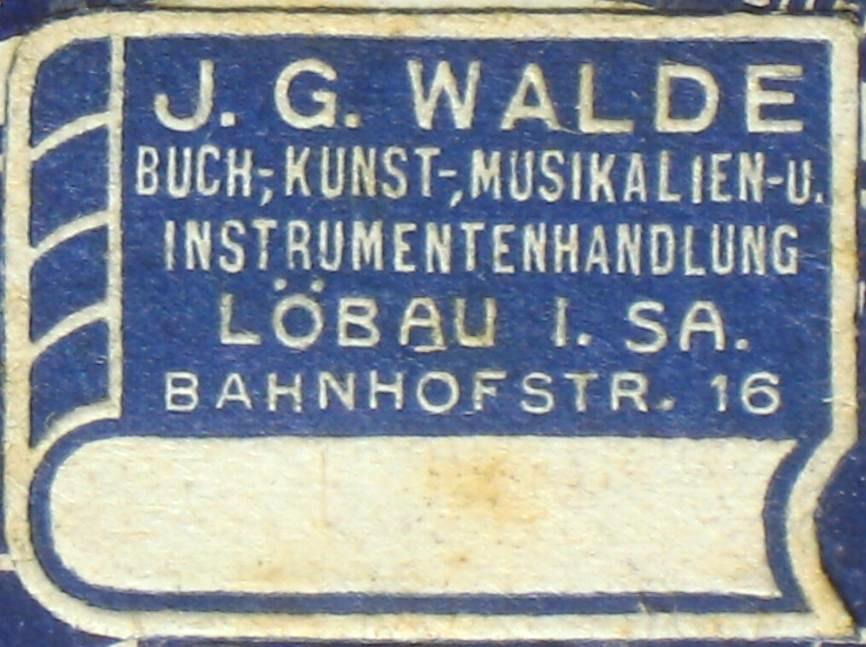 J. G. WALDE
BUCH-, KUNST-, MUSIKALIEN- U.
INSTRUMENTENHANDLUNG
LÖBAU I. SA.
BAHNHOFSTR. 16